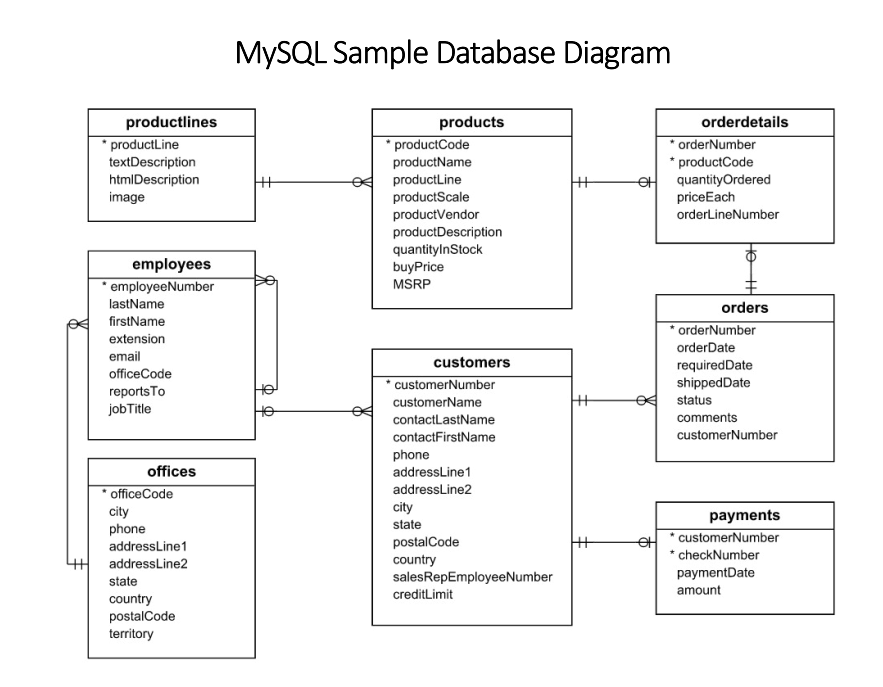 MySQL Sample Database Diagram
productlines
* productLine
textDescription
htmlDescription
image
products
* productCode
productName
productLine
productScale
productVendor
productDescription
quantityInStock
buyPrice
MSRP
orderdetails
* orderNumber
* productCode
quantityOrdered
priceEach
orderLineNumber
employees
* employeeNumber
lastName
firstName
extension
email
officeCode
reportsTo
jobTitle
customers
* customerNumber
customerName
contactLastName
contactFirstName
phone
addressLine1
addressLine2
city
state
postalCode
country
salesRepEmployeeNumber
creditLimit
orders
* orderNumber
orderDate
requiredDate
shippedDate
status
comments
customerNumber
offices
* officeCode
city
phone
addressLine1
addressLine2
state
country
postalCode
territory
payments
* customerNumber
* checkNumber
paymentDate
amount